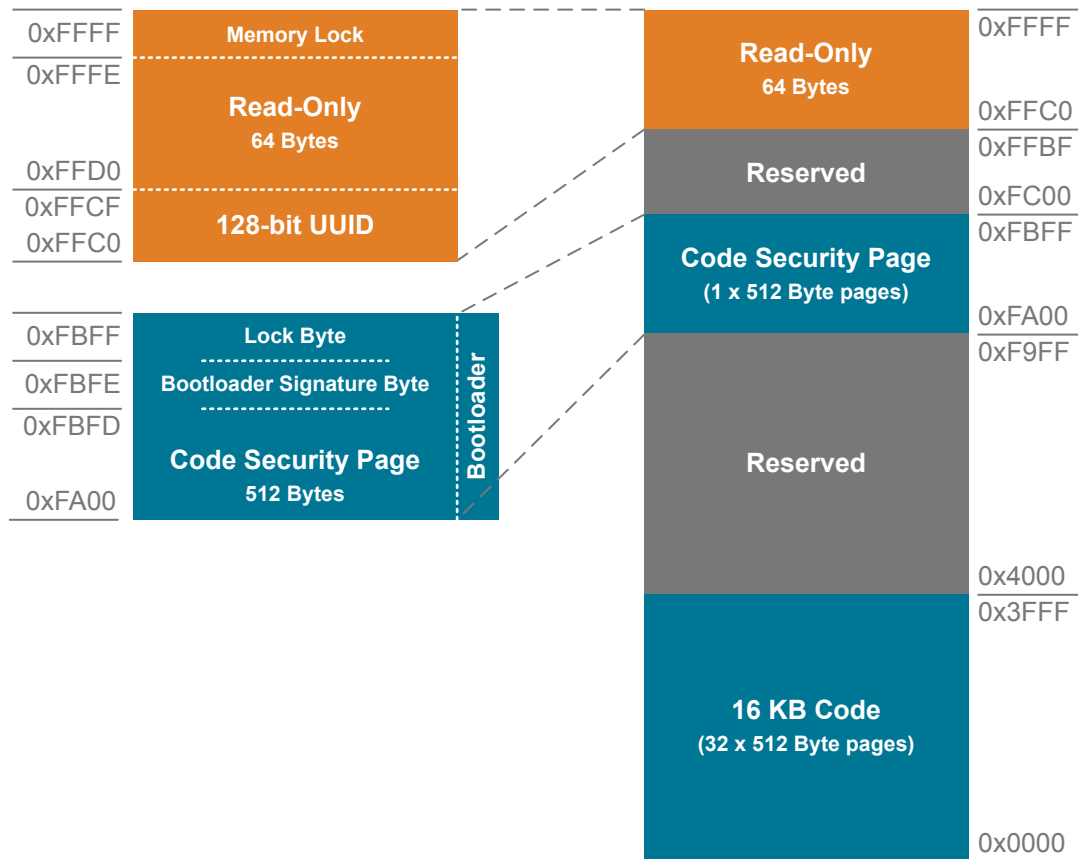 0xFFFF
Memory Lock
0xFFFE
Read-Only
64 Bytes
0xFFD0
0xFFCF
128-bit UUID
0xFFC0
0xFBFF
Lock Byte
0xFBFE
Bootloader Signature Byte
0xFBFD
Code Security Page
512 Bytes
0xFA00
Bootloader
0xFFFF
Read-Only
64 Bytes
0xFFC0
0xFFBF
Reserved
0xFC00
0xFBFF
Code Security Page
(1 x 512 Byte pages)
0xFA00
0xF9FF
Reserved
0x4000
0x3FFF
16 KB Code
(32 x 512 Byte pages)
0x0000